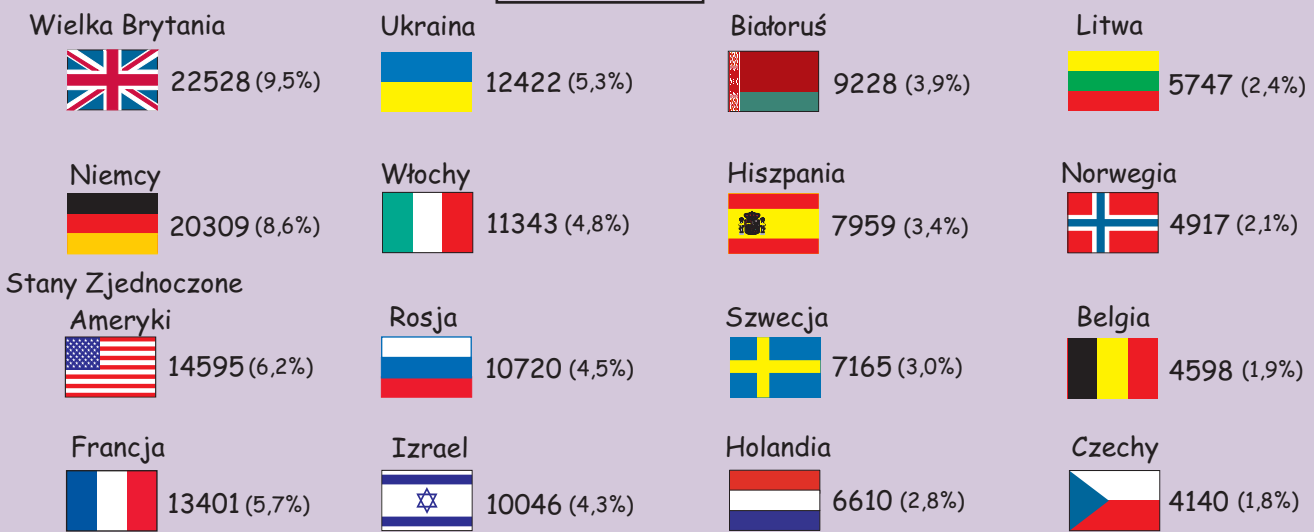 Wielka Brytania
22528 (9,5%)
Niemcy
20309 (8,6%)
Stany Zjednoczone
Ameryki
14595 (6,2%)
Francja
13401 (5,7%)
Ukraina
12422 (5,3%)
Włochy
11343 (4,8%)
Rosja
10720 (4,5%)
Izrael
10046 (4,3%)
Białoruś
9228 (3,9%)
Hiszpania
7959 (3,4%)
Szwecja
7165 (3,0%)
Holandia
6610 (2,8%)
Litwa
5747 (2,4%)
Norwegia
4917 (2,1%)
Belgia
4598 (1,9%)
Czechy
4140 (1,8%)